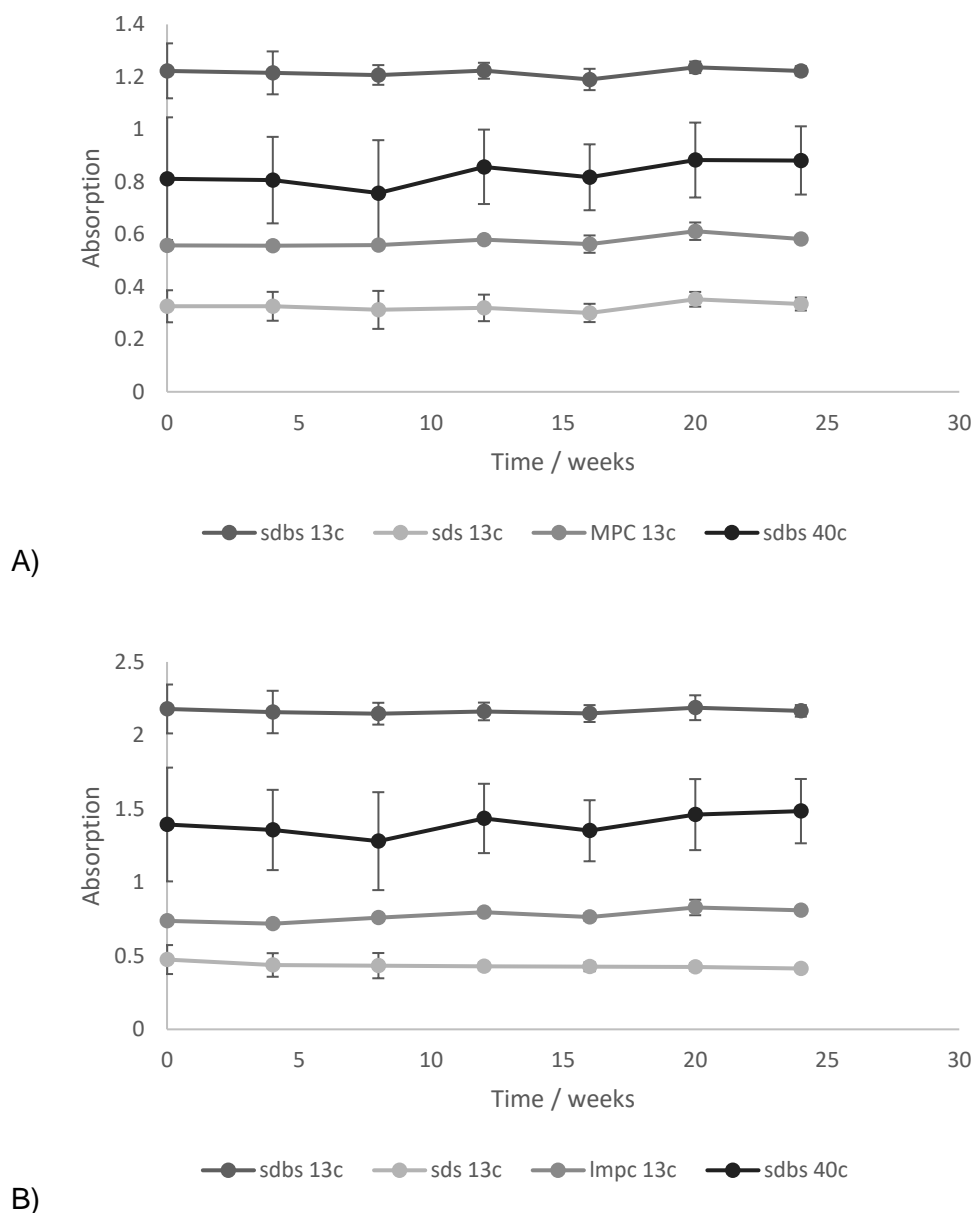 1.4
1.2
1
0.8
0.6
0.4
0.2
0
Absorption
0 5 10 15 20 25 30
Time / weeks
sdbs 13c sds 13c MPC 13c sdbs 40c
A)
2.5
2
1.5
1
0.5
0
Absorption
0 5 10 15 20 25 30
Time / weeks
sdbs 13c sds 13c lmpc 13c sdbs 40c
B)